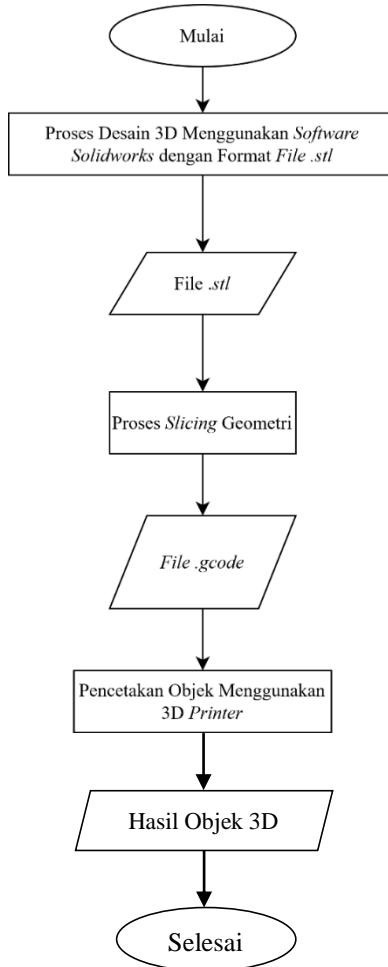 Mulai
Proses Desain 3D Menggunakan Software
Solidworks dengan Format File .stl
File .stl
Proses Slicing Geometri
File .gcode
Pencetakan Objek Menggunakan
3D Printer
Hasil Objek 3D
Selesai